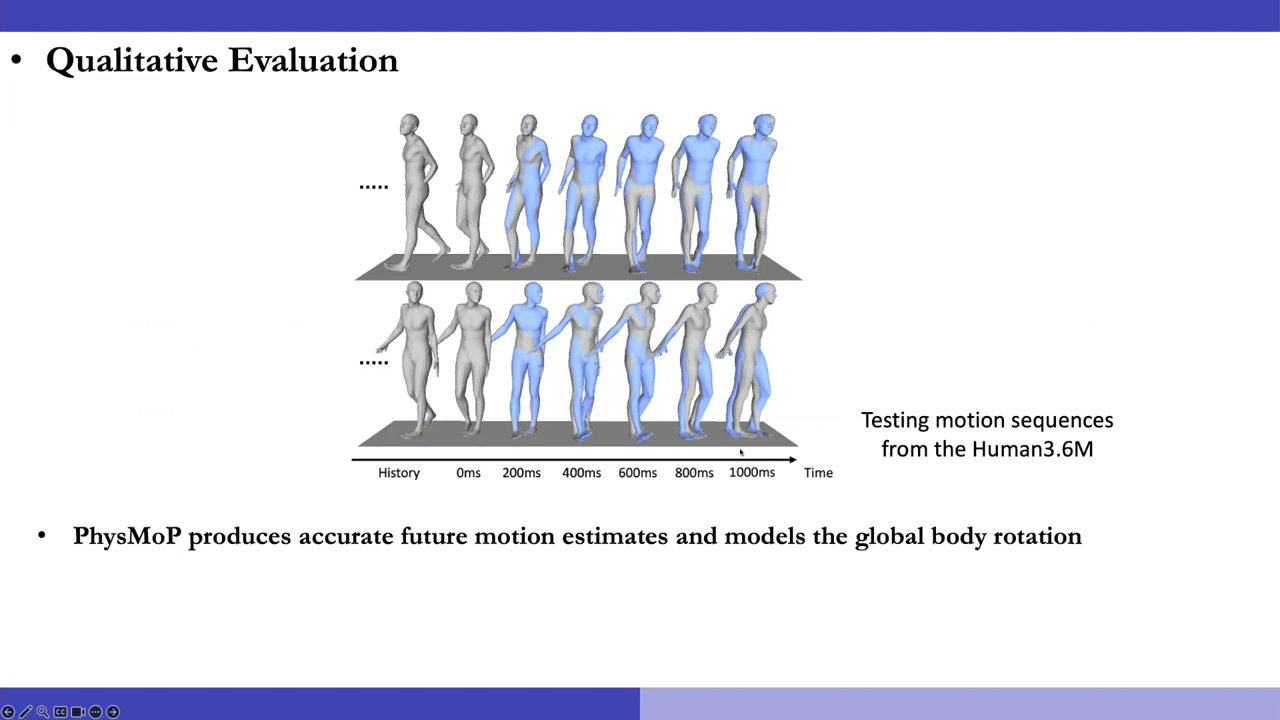 • Qualitative Evaluation
.....
.....
Testing motion sequences
from the Human3.6M
History 0ms 200ms 400ms 600ms 800ms 1000ms Time
• PhysMoP produces accurate future motion estimates and models the global body rotation
CC